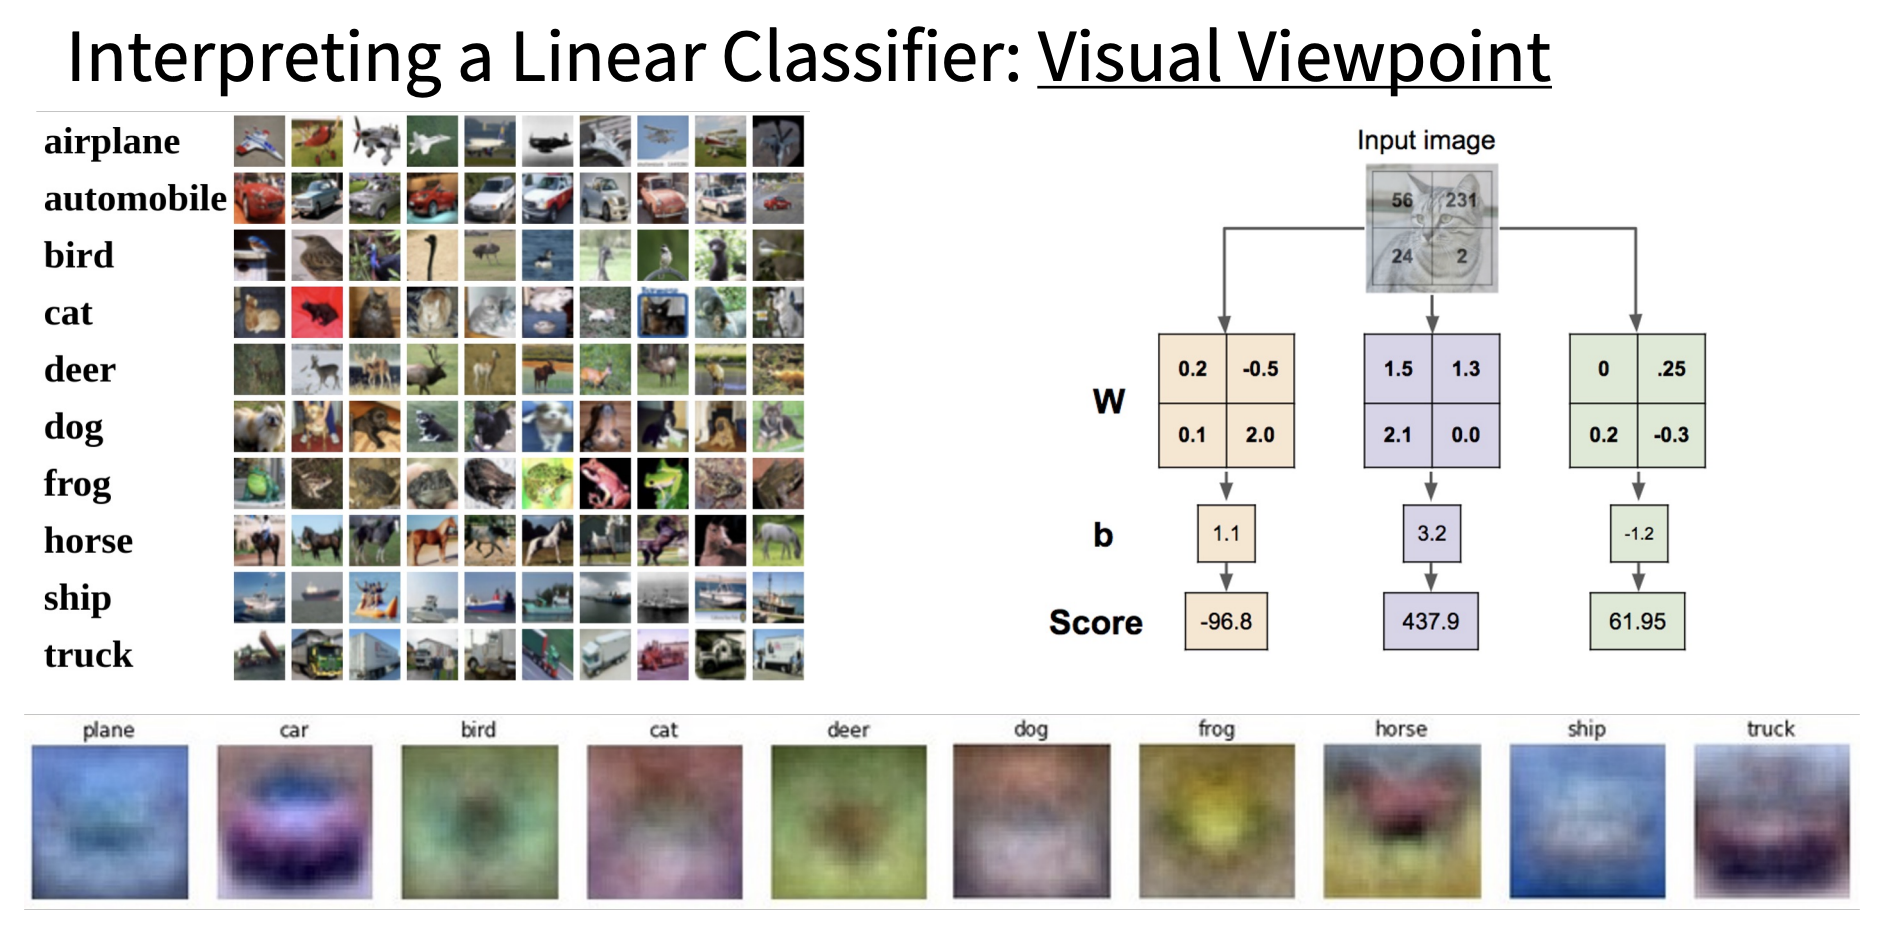 Interpreting a Linear Classifier: Visual Viewpoint
airplane
automobile
bird
cat
deer
dog
frog
horse
ship
truck
Input image
56 231
24 2
W
0.2 -0.5
0.1 2.0
1.5 1.3
2.1 0.0
0 .25
0.2 -0.3
b
1.1 3.2 -1.2
Score
-96.8 437.9 61.95
plane car bird cat deer dog frog horse ship truck